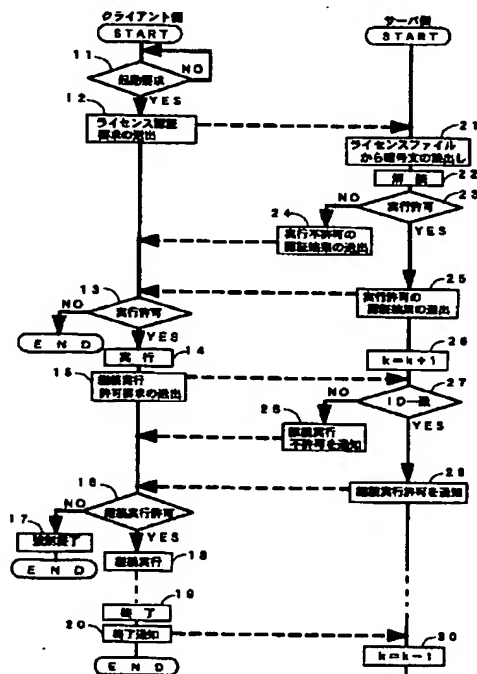 クライアント側
START
11
起動要求
NO
YES
12
ライセンス認証
要求の送出
13
実行許可
NO
END
YES
14
実行
15
継続実行
許可要求の送出
16
継続実行許可
NO
17
強制終了
END
YES
18
継続実行
19
終了
20
終了通知
END
サーバ側
START
21
ライセンスファイル
から暗号文の読出し
22
解読
23
実行許可
NO
24
実行不許可の
認証結果の送出
YES
25
実行許可の
認証結果の送出
26
k=k+1
27
ID一致
NO
28
継続実行
不許可を通知
YES
29
継続実行許可を通知
30
k=k-1